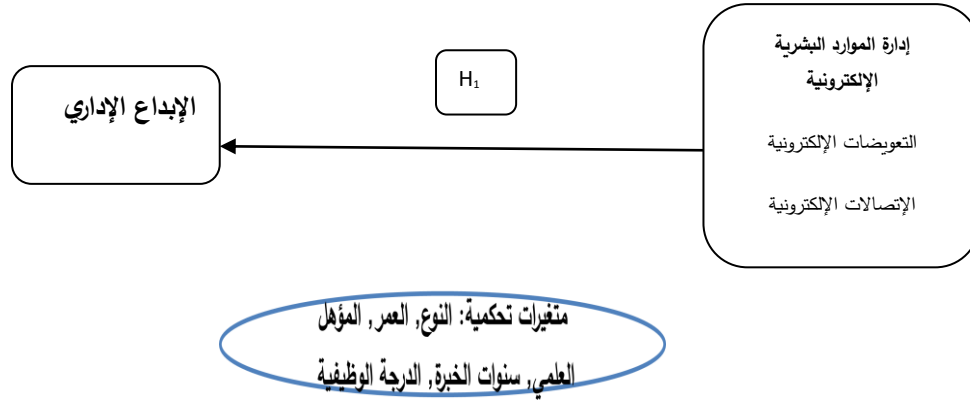 إدارة الموارد البشرية
الإلكترونية
التعويضات الإلكترونية
الإتصالات الإلكترونية
H₁
الإبداع الإداري
متغيرات تحكمية: النوع, العمر, المؤهل
العلمي, سنوات الخبرة, الدرجة الوظيفية